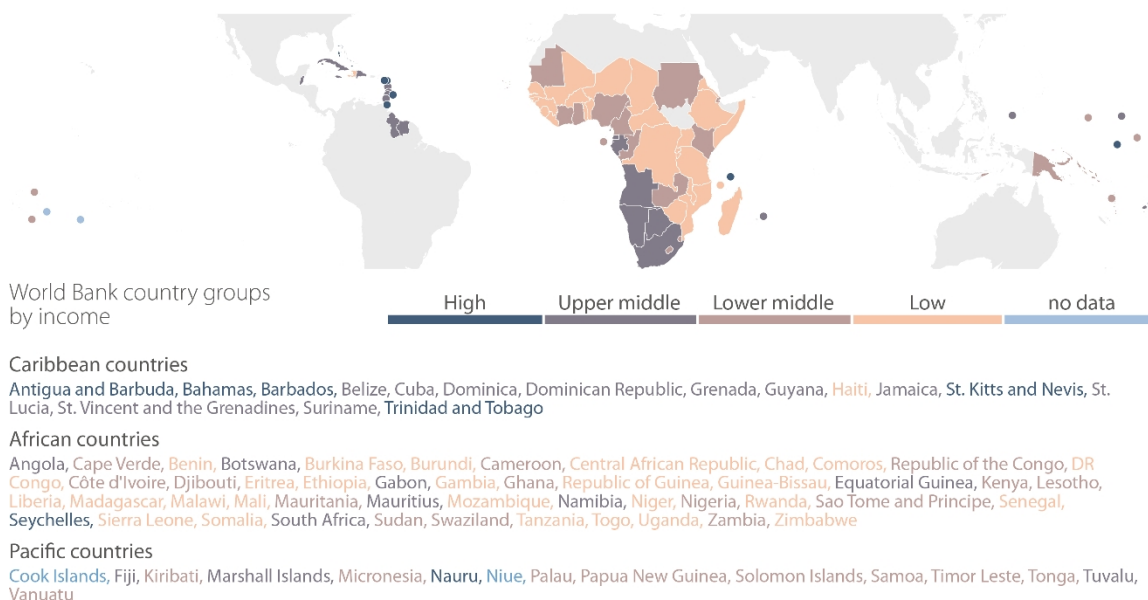 World Bank country groups
by income
High
Upper middle
Lower middle
Low
no data
Caribbean countries
Antigua and Barbuda, Bahamas, Barbados, Belize, Cuba, Dominica, Dominican Republic, Grenada, Guyana, Haiti, Jamaica, St. Kitts and Nevis, St.
Lucia, St. Vincent and the Grenadines, Suriname, Trinidad and Tobago
African countries
Angola, Cape Verde, Benin, Botswana, Burkina Faso, Burundi, Cameroon, Central African Republic, Chad, Comoros, Republic of the Congo, DR
Congo, Côte d'Ivoire, Djibouti, Eritrea, Ethiopia, Gabon, Gambia, Ghana, Republic of Guinea, Guinea-Bissau, Equatorial Guinea, Kenya, Lesotho,
Liberia, Madagascar, Malawi, Mali, Mauritania, Mauritius, Mozambique, Namibia, Niger, Nigeria, Rwanda, Sao Tome and Principe, Senegal,
Seychelles, Sierra Leone, Somalia, South Africa, Sudan, Swaziland, Tanzania, Togo, Uganda, Zambia, Zimbabwe
Pacific countries
Cook Islands, Fiji, Kiribati, Marshall Islands, Micronesia, Nauru, Niue, Palau, Papua New Guinea, Solomon Islands, Samoa, Timor Leste, Tonga, Tuvalu,
Vanuatu